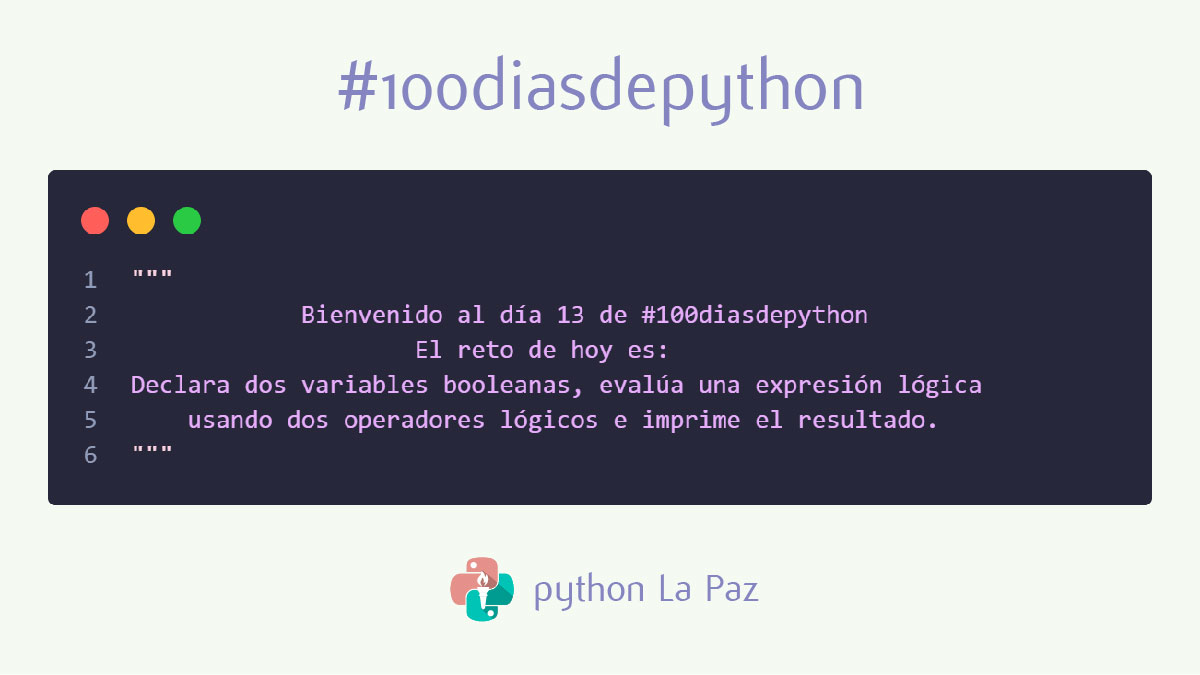 #100diasdepython
1 """
2 Bienvenido al día 13 de #100diasdepython
3 El reto de hoy es:
4 Declara dos variables booleanas, evalúa una expresión lógica
5 usando dos operadores lógicos e imprime el resultado.
6 """
python La Paz